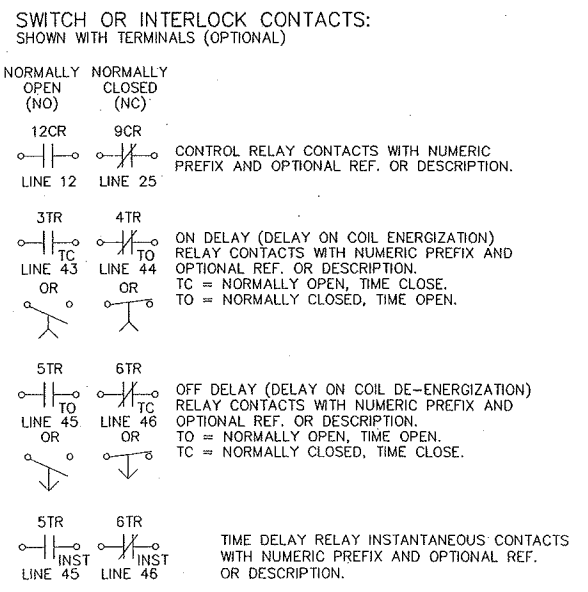 SWITCH OR INTERLOCK CONTACTS:
SHOWN WITH TERMINALS (OPTIONAL)
NORMALLY NORMALLY
OPEN CLOSED
(NO) (NC)
12CR 9CR
CONTROL RELAY CONTACTS WITH NUMERIC
PREFIX AND OPTIONAL REF. OR DESCRIPTION.
LINE 12 LINE 25
3TR 4TR
TC TO
LINE 43 LINE 44
OR OR
ON DELAY (DELAY ON COIL ENERGIZATION)
RELAY CONTACTS WITH NUMERIC PREFIX AND
OPTIONAL REF. OR DESCRIPTION.
TC = NORMALLY OPEN, TIME CLOSE.
TO = NORMALLY CLOSED, TIME OPEN.
5TR 6TR
TO TC
LINE 45 LINE 46
OR OR
OFF DELAY (DELAY ON COIL DE-ENERGIZATION)
RELAY CONTACTS WITH NUMERIC PREFIX AND
OPTIONAL REF. OR DESCRIPTION.
TO = NORMALLY OPEN, TIME OPEN.
TC = NORMALLY CLOSED, TIME CLOSE.
5TR 6TR
INST INST
LINE 45 LINE 46
TIME DELAY RELAY INSTANTANEOUS CONTACTS
WITH NUMERIC PREFIX AND OPTIONAL REF.
OR DESCRIPTION.